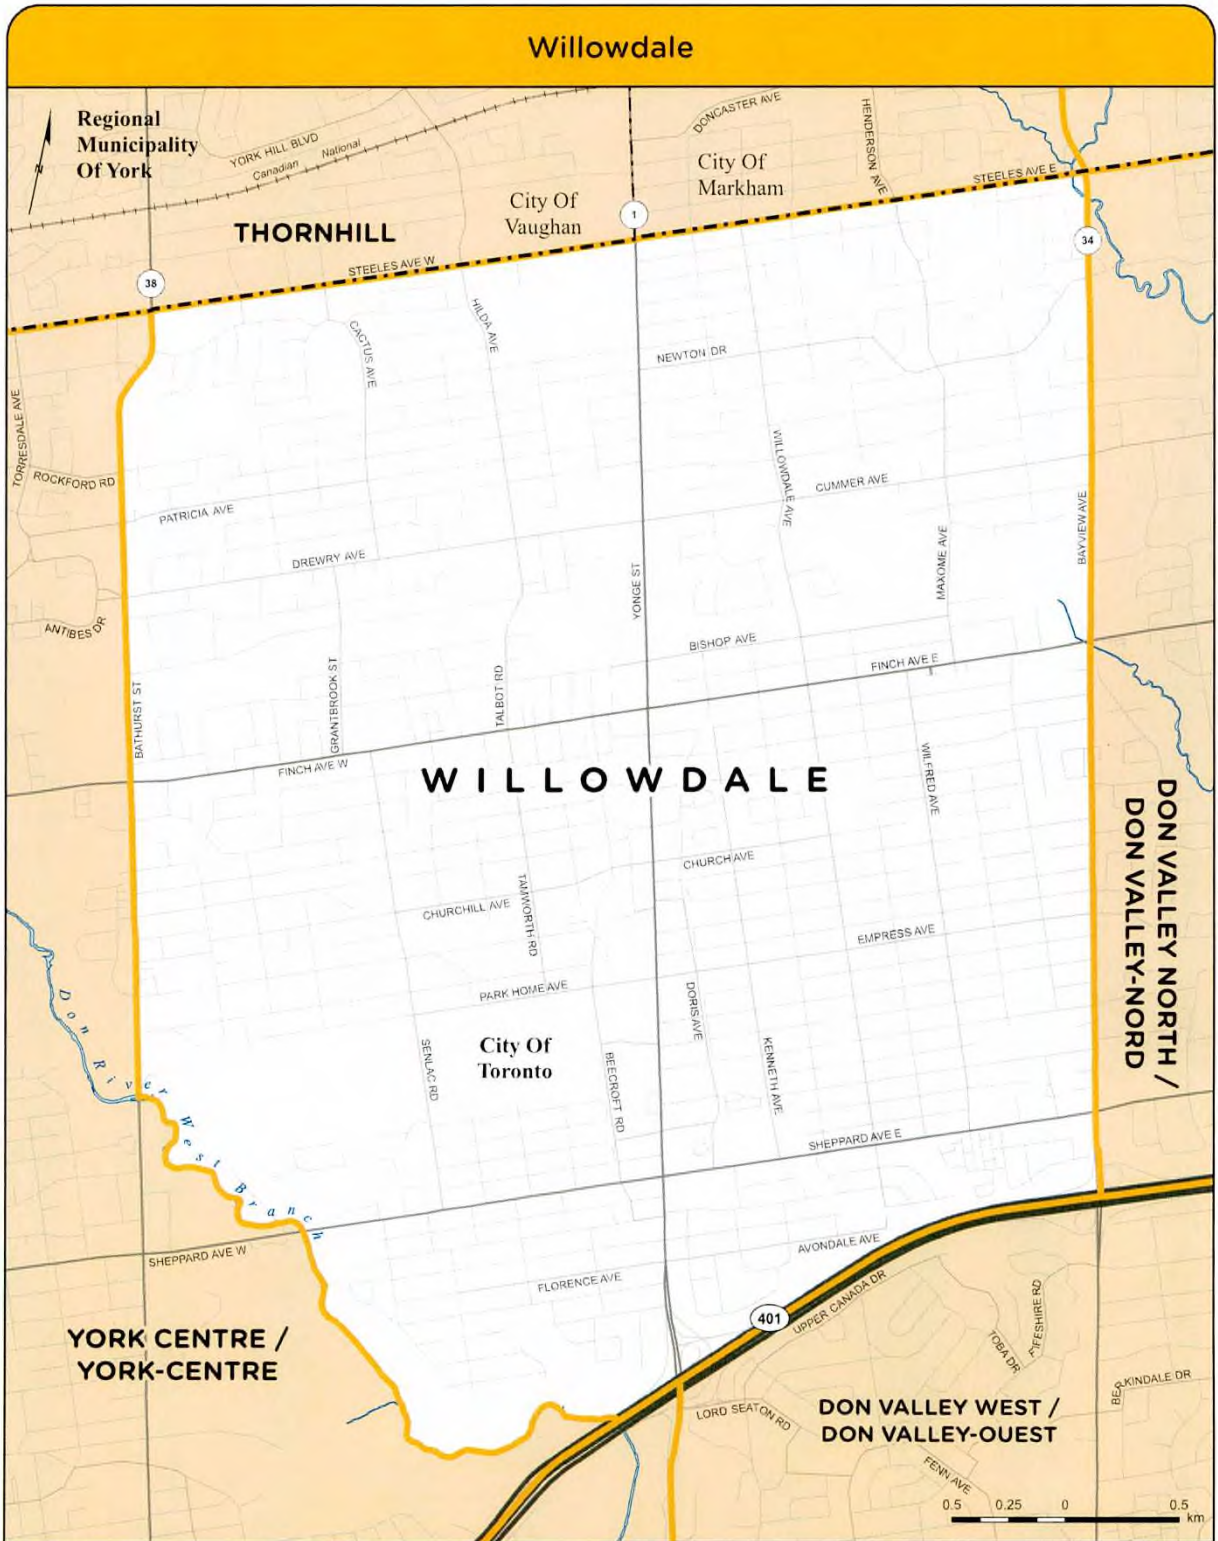 Willowdale
Regional
Municipality
Of York
N
YORK HILL BLVD
Canadian National
DONCASTER AVE
HENDERSON AVE
City Of
Markham
STEELES AVE E
City Of
Vaughan
1
THORNHILL
34
STEELES AVE W
38
HILDA AVE
CACTUS AVE
NEWTON DR
TORRESDALE AVE
ROCKFORD RD
WILLOWDALE AVE
CUMMER AVE
PATRICIA AVE
BAYVIEW AVE
DREWRY AVE
MAXOME AVE
YONGE ST
ANTIBES DR
BISHOP AVE
FINCH AVE E
BATHURST ST
GRANTBROOK ST
TALBOT RD
FINCH AVE W
WILLOWDALE
WILFRED AVE
DON VALLEY NORTH /
DON VALLEY-NORD
CHURCH AVE
CHURCHILL AVE
TAMWORTH RD
EMPRESS AVE
PARK HOME AVE
DORIS AVE
Don River West Branch
City Of
Toronto
SENLAC RD
BEECROFT RD
KENNETH AVE
SHEPPARD AVE E
SHEPPARD AVE W
AVONDALE AVE
FLORENCE AVE
401
UPPER CANADA DR
FIFESHIRE RD
TOBA DR
YORK CENTRE /
YORK-CENTRE
KINDALE DR
LORD SEATON RD
DON VALLEY WEST /
DON VALLEY-OUEST
FENN AVE
0.5 0.25 0 0.5
km